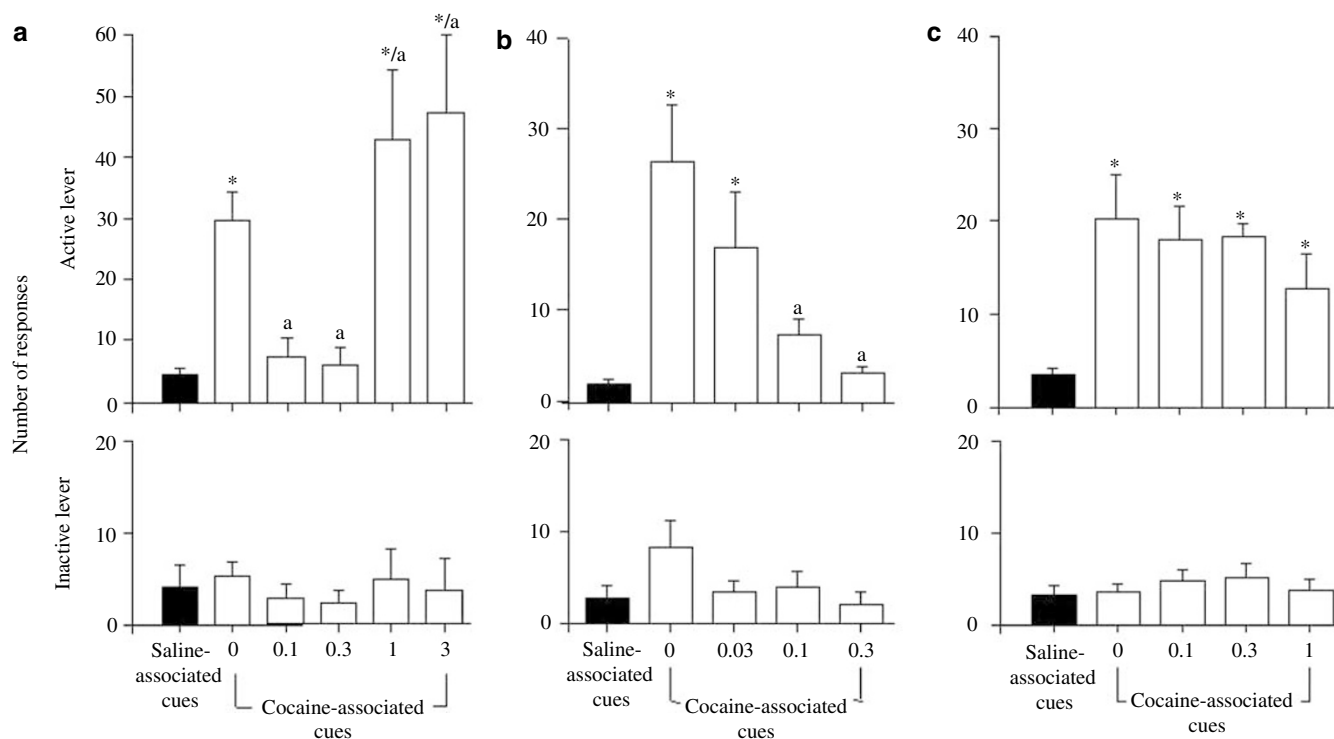 a
b
c
Number of responses
Active lever
Inactive lever
60
50
40
30
20
10
0
*
a
a
*/a
*/a
40
30
20
10
0
*
*
a
a
40
30
20
10
0
*
*
*
*
20
10
0
Saline-
associated
cues
0 0.1 0.3 1 3
Cocaine-associated
cues
20
10
0
Saline-
associated
cues
0 0.03 0.1 0.3
Cocaine-associated
cues
20
10
0
Saline-
associated
cues
0 0.1 0.3 1
Cocaine-associated
cues